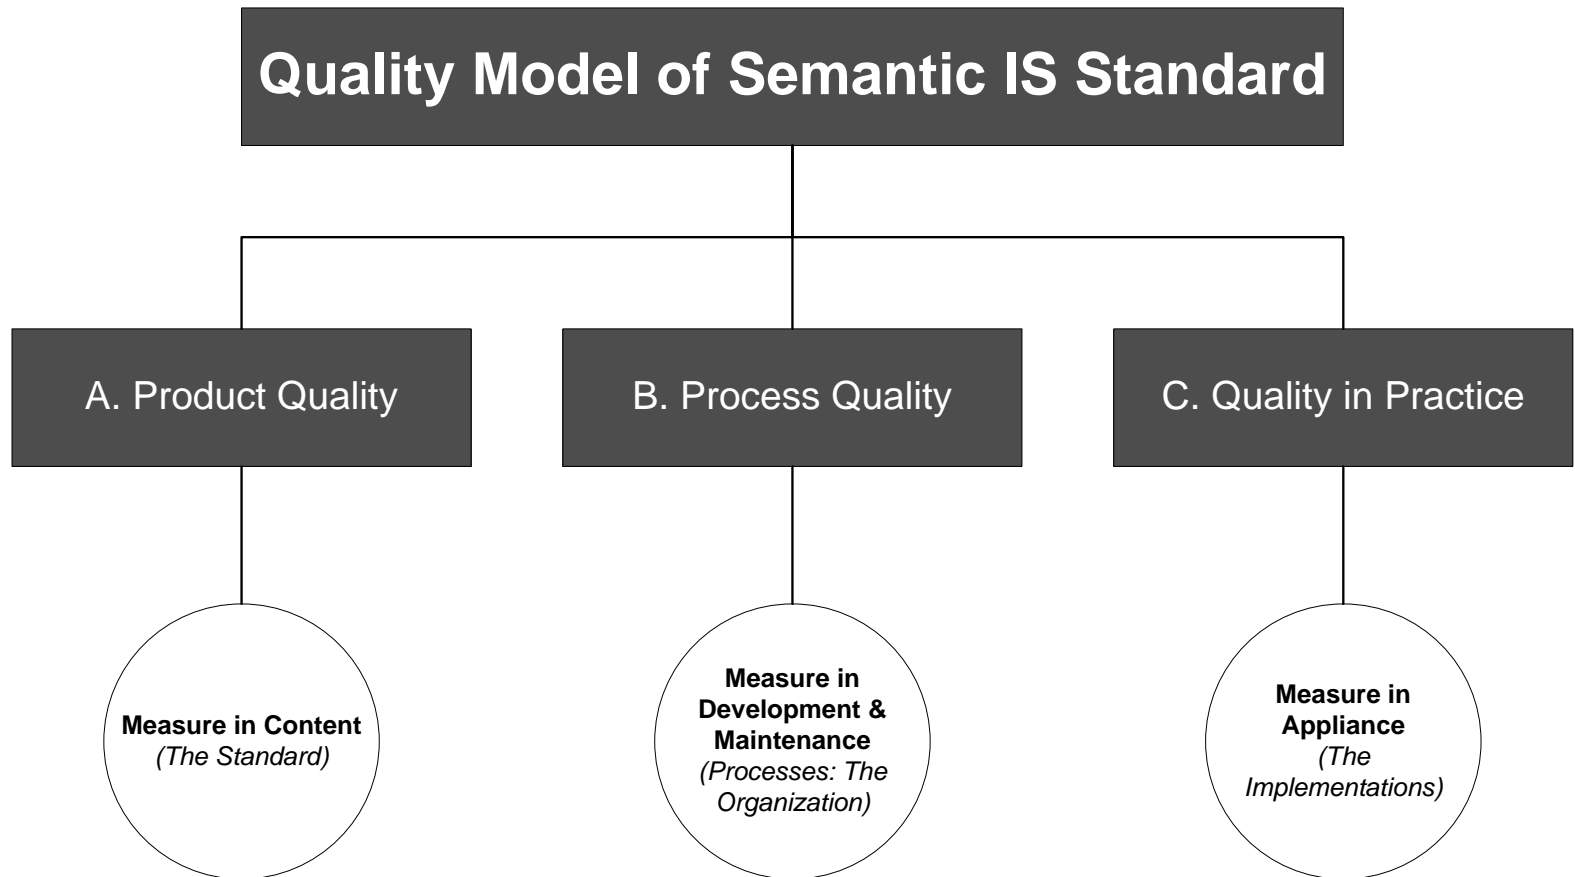 Quality Model of Semantic IS Standard
A. Product Quality
B. Process Quality
C. Quality in Practice
Measure in Content
(The Standard)
Measure in
Development &
Maintenance
(Processes: The
Organization)
Measure in
Appliance
(The
Implementations)